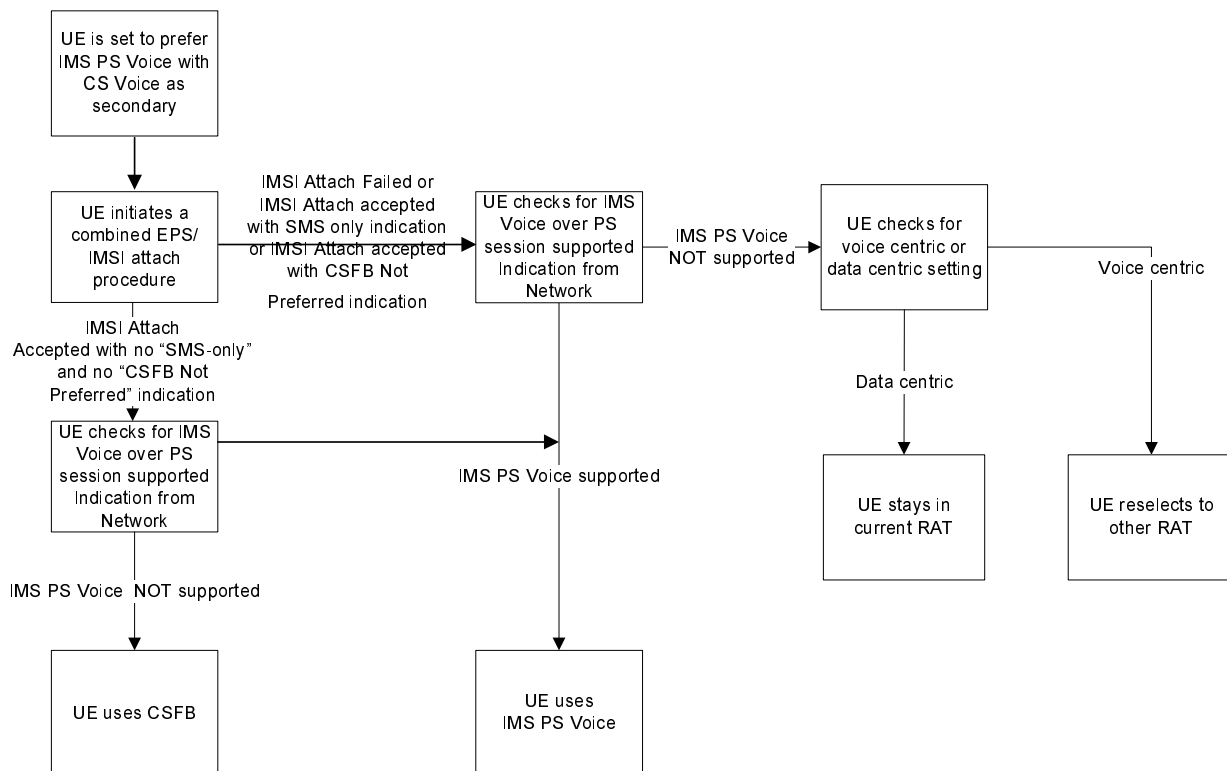 UE is set to prefer
IMS PS Voice with
CS Voice as
secondary
UE initiates a
combined EPS/
IMSI attach
procedure
IMSI Attach Failed or
IMSI Attach accepted
with SMS only indication
or IMSI Attach accepted
with CSFB Not
Preferred indication
UE checks for IMS
Voice over PS
session supported
Indication from
Network
IMS PS Voice
NOT supported
UE checks for
voice centric or
data centric setting
Voice centric
IMSI Attach
Accepted with no “SMS-only”
and no “CSFB Not
Preferred” indication
Data centric
UE checks for IMS
Voice over PS
session supported
Indication from
Network
IMS PS Voice supported
UE stays in
current RAT
UE reselects to
other RAT
IMS PS Voice NOT supported
UE uses CSFB
UE uses
IMS PS Voice